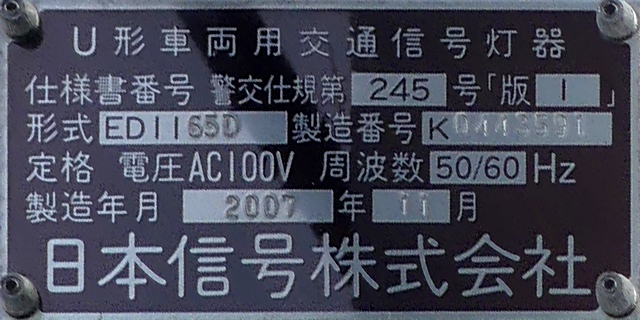 U形車両用交通信号灯器
仕様書番号 警交仕規第 245 号「版 1 」
形式 ED1165D 製造番号 K0443591
定格 電圧AC100V 周波数 50/60 Hz
製造年月 2007 年 11 月
日本信号株式会社